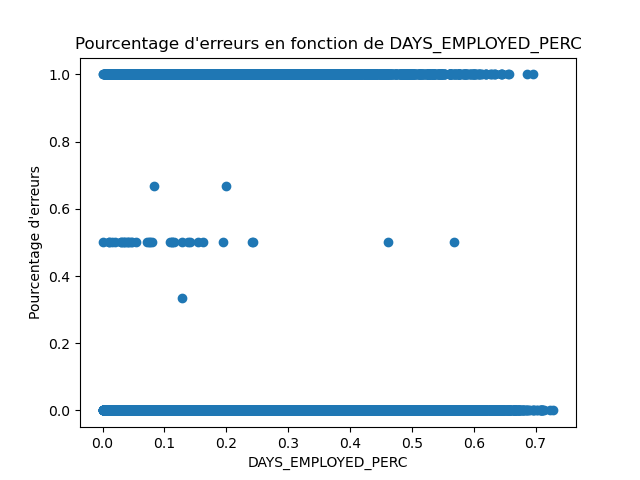 Pourcentage d'erreurs en fonction de DAYS_EMPLOYED_PERC
1.0
0.8
0.6
0.4
0.2
0.0
Pourcentage d'erreurs
0.0 0.1 0.2 0.3 0.4 0.5 0.6 0.7
DAYS_EMPLOYED_PERC